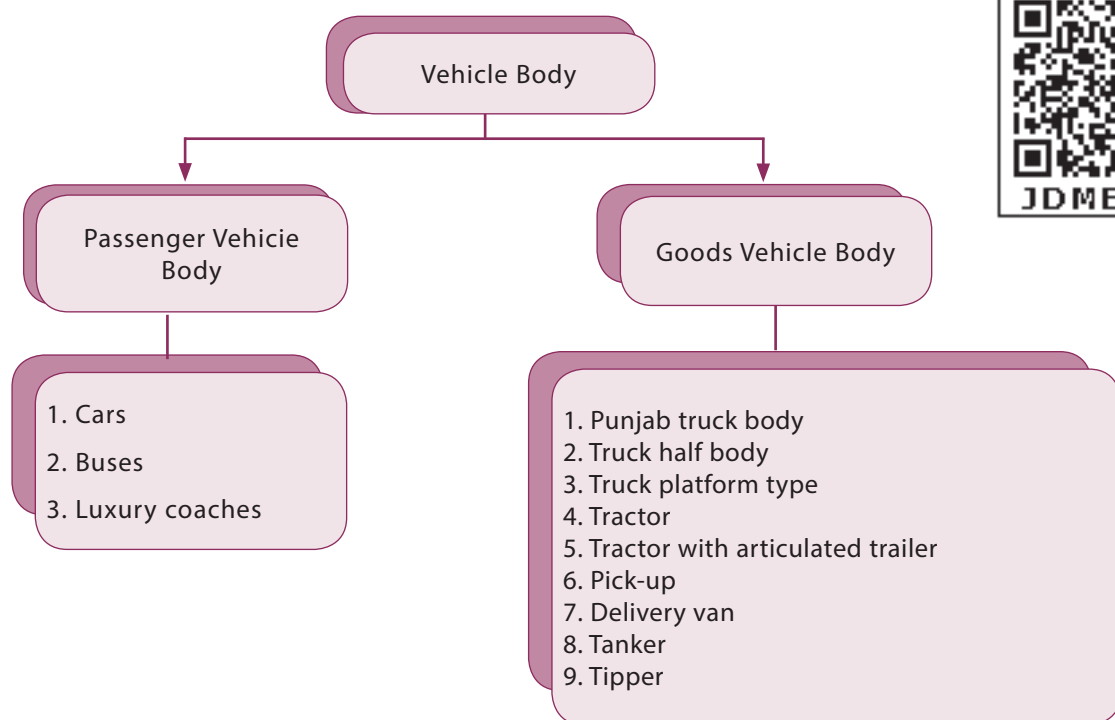 Vehicle Body
Passenger Vehicie
Body
Goods Vehicle Body
1. Cars
2. Buses
3. Luxury coaches
1. Punjab truck body
2. Truck half body
3. Truck platform type
4. Tractor
5. Tractor with articulated trailer
6. Pick-up
7. Delivery van
8. Tanker
9. Tipper